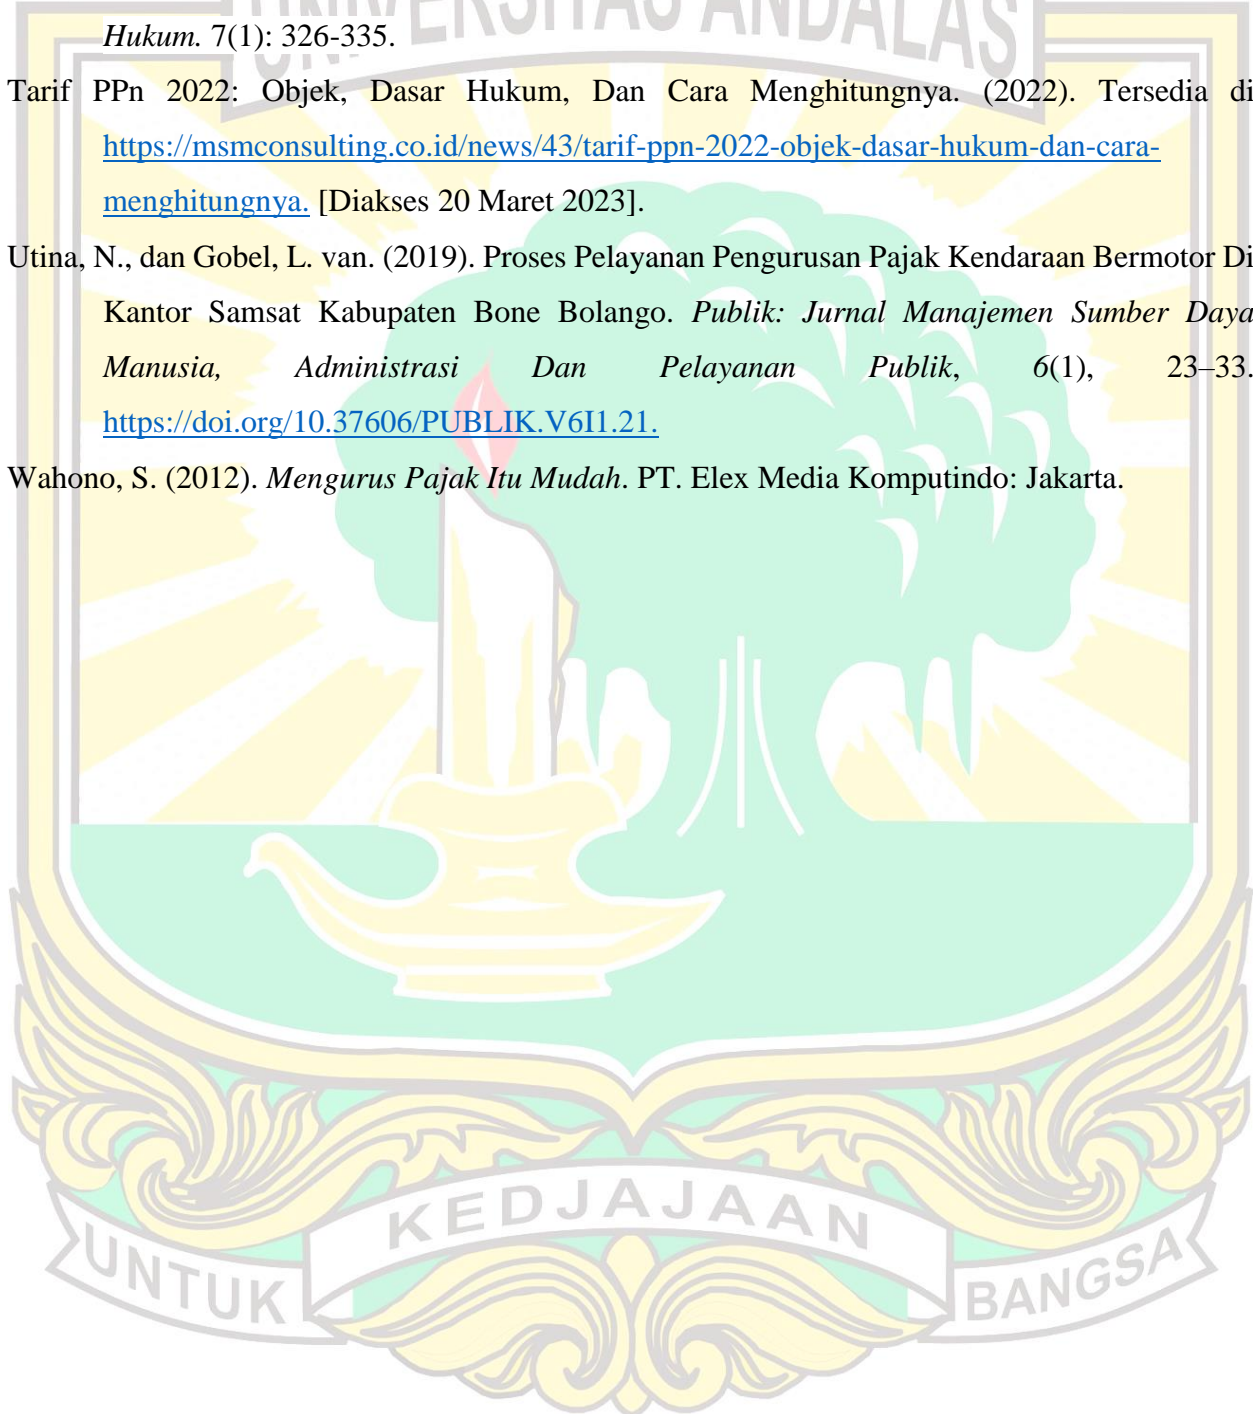 UNIVERSITAS ANDALAS
Hukum. 7(1): 326-335.
Tarif PPn 2022: Objek, Dasar Hukum, Dan Cara Menghitungnya. (2022). Tersedia di
https://msmconsulting.co.id/news/43/tarif-ppn-2022-objek-dasar-hukum-dan-cara-
menghitungnya. [Diakses 20 Maret 2023].
Utina, N., dan Gobel, L. van. (2019). Proses Pelayanan Pengurusan Pajak Kendaraan Bermotor Di
Kantor Samsat Kabupaten Bone Bolango. Publik: Jurnal Manajemen Sumber Daya
Manusia, Administrasi Dan Pelayanan Publik, 6(1), 23–33.
https://doi.org/10.37606/PUBLIK.V6I1.21.
Wahono, S. (2012). Mengurus Pajak Itu Mudah. PT. Elex Media Komputindo: Jakarta.
UNTUK KEDJAJAAN BANGSA